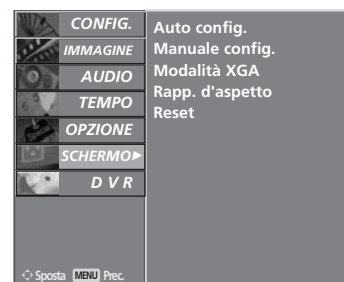 CONFIG.
IMMAGINE
AUDIO
TEMPO
OPZIONE
SCHERMO►
D V R
Auto config.
Manuale config.
Modalità XGA
Rapp. d'aspetto
Reset
Sposta MENU Prec.